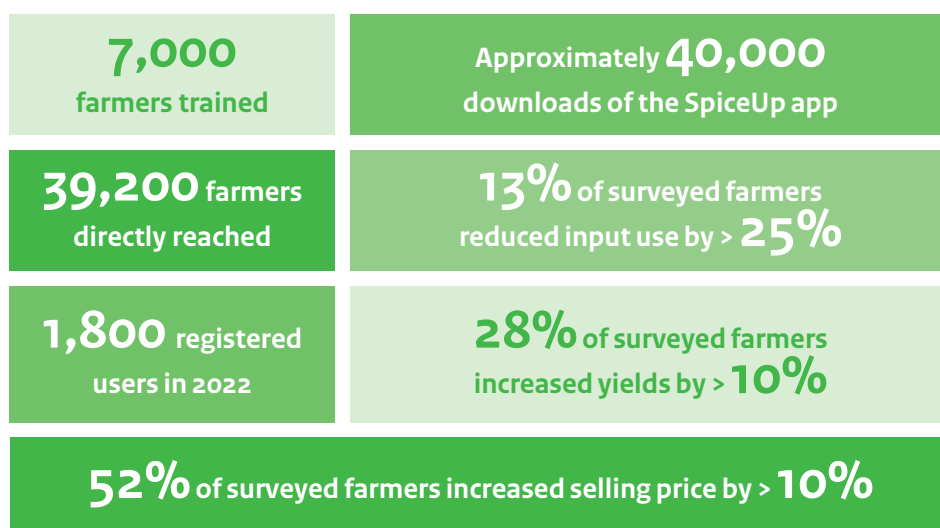 7,000
farmers trained
Approximately 40,000
downloads of the SpiceUp app
39,200 farmers
directly reached
13% of surveyed farmers
reduced input use by > 25%
1,800 registered
users in 2022
28% of surveyed farmers
increased yields by > 10%
52% of surveyed farmers increased selling price by > 10%